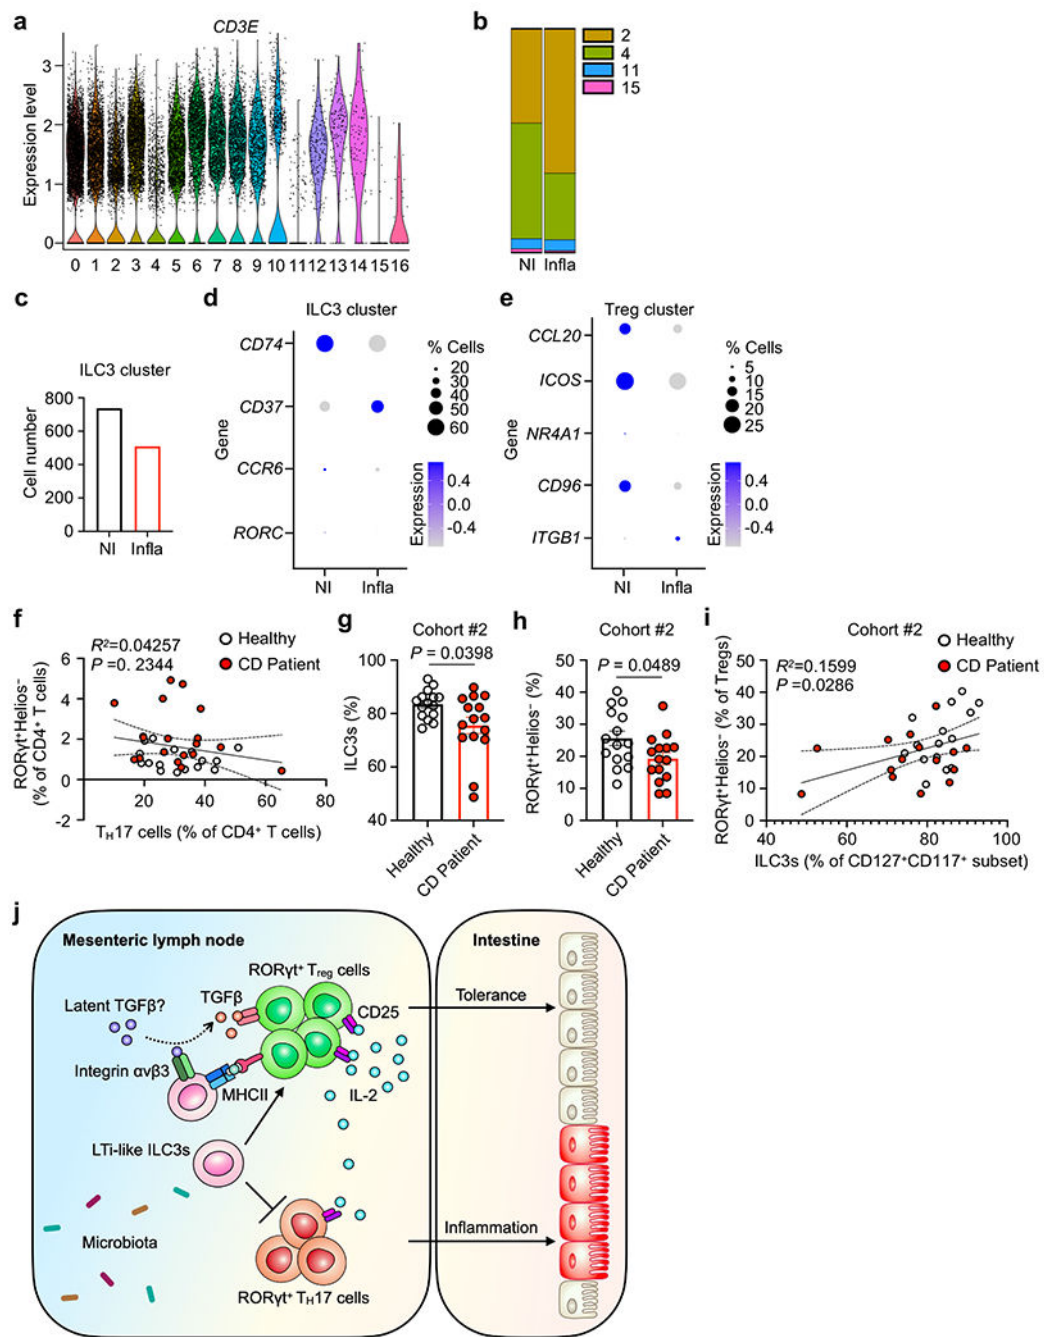 a
CD3E
Expression level
3
2
1
0
0 1 2 3 4 5 6 7 8 9 10 11 12 13 14 15 16
b
2
4
11
15
NI Infla
c
ILC3 cluster
Cell number
800
600
400
200
0
NI Infla
d
ILC3 cluster
Gene
CD74
CD37
CCR6
RORC
NI Infla
% Cells
20
30
40
50
60
Expression
0.4
0.0
-0.4
e
Treg cluster
Gene
CCL20
ICOS
NR4A1
CD96
ITGB1
NI Infla
% Cells
5
10
15
20
25
Expression
0.4
0.0
-0.4
f
R²=0.04257
P =0. 2344
Healthy
CD Patient
RORγt⁺Helios⁻
(% of CD4⁺ T cells)
6
4
2
0
-2
20 40 60 80
TH17 cells (% of CD4⁺ T cells)
g
Cohort #2
P = 0.0398
ILC3s (%)
100
80
60
40
Healthy
CD Patient
h
Cohort #2
P = 0.0489
RORγt⁺Helios⁻ (%)
50
40
30
20
10
0
Healthy
CD Patient
i
Cohort #2
Healthy
CD Patient
R²=0.1599
P =0.0286
RORγt⁺Helios⁻ (% of Tregs)
50
40
30
20
10
0
40 60 80 100
ILC3s (% of CD127⁺CD117⁺ subset)
j
Mesenteric lymph node
Intestine
RORγt⁺ Treg cells
Latent TGFβ?
TGFβ
CD25
Tolerance
Integrin αvβ3
MHCII
IL-2
LTi-like ILC3s
Microbiota
Inflammation
RORγt⁺ TH17 cells